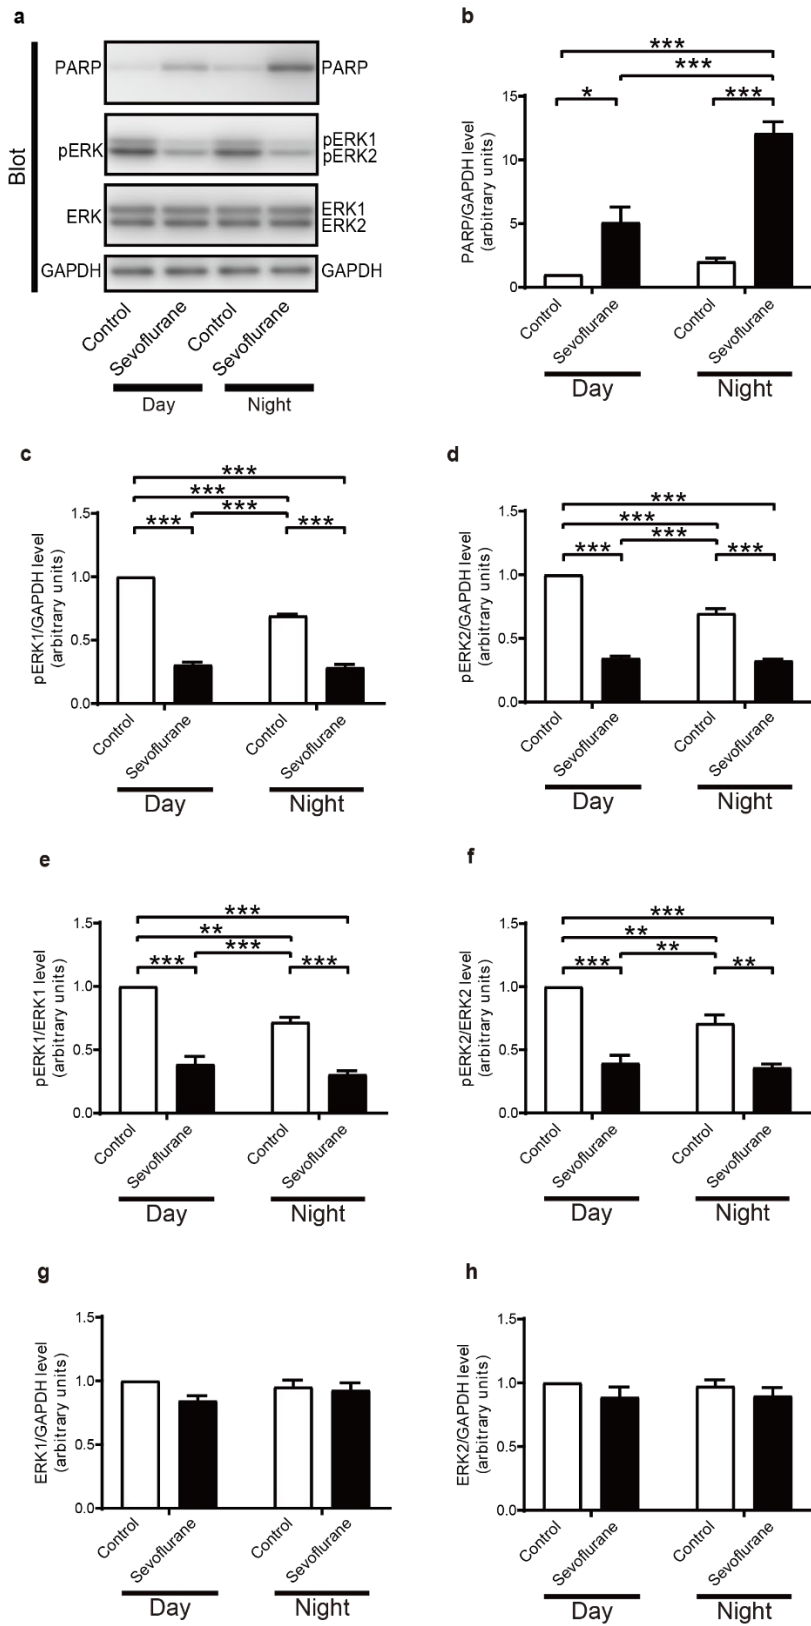 a
Blot
PARP
PARP
pERK
pERK1
pERK2
ERK
ERK1
ERK2
GAPDH
GAPDH
Control
Sevoflurane
Control
Sevoflurane
Day
Night
b
***
***
*
***
PARP/GAPDH level
(arbitrary units)
15
10
5
0
Control
Sevoflurane
Control
Sevoflurane
Day
Night
c
***
***
***
***
***
pERK1/GAPDH level
(arbitrary units)
1.5
1.0
0.5
0.0
Control
Sevoflurane
Control
Sevoflurane
Day
Night
d
***
***
***
***
***
pERK2/GAPDH level
(arbitrary units)
1.5
1.0
0.5
0.0
Control
Sevoflurane
Control
Sevoflurane
Day
Night
e
***
**
***
***
***
pERK1/ERK1 level
(arbitrary units)
1.5
1.0
0.5
0.0
Control
Sevoflurane
Control
Sevoflurane
Day
Night
f
***
**
**
***
**
pERK2/ERK2 level
(arbitrary units)
1.5
1.0
0.5
0.0
Control
Sevoflurane
Control
Sevoflurane
Day
Night
g
ERK1/GAPDH level
(arbitrary units)
1.5
1.0
0.5
0.0
Control
Sevoflurane
Control
Sevoflurane
Day
Night
h
ERK2/GAPDH level
(arbitrary units)
1.5
1.0
0.5
0.0
Control
Sevoflurane
Control
Sevoflurane
Day
Night